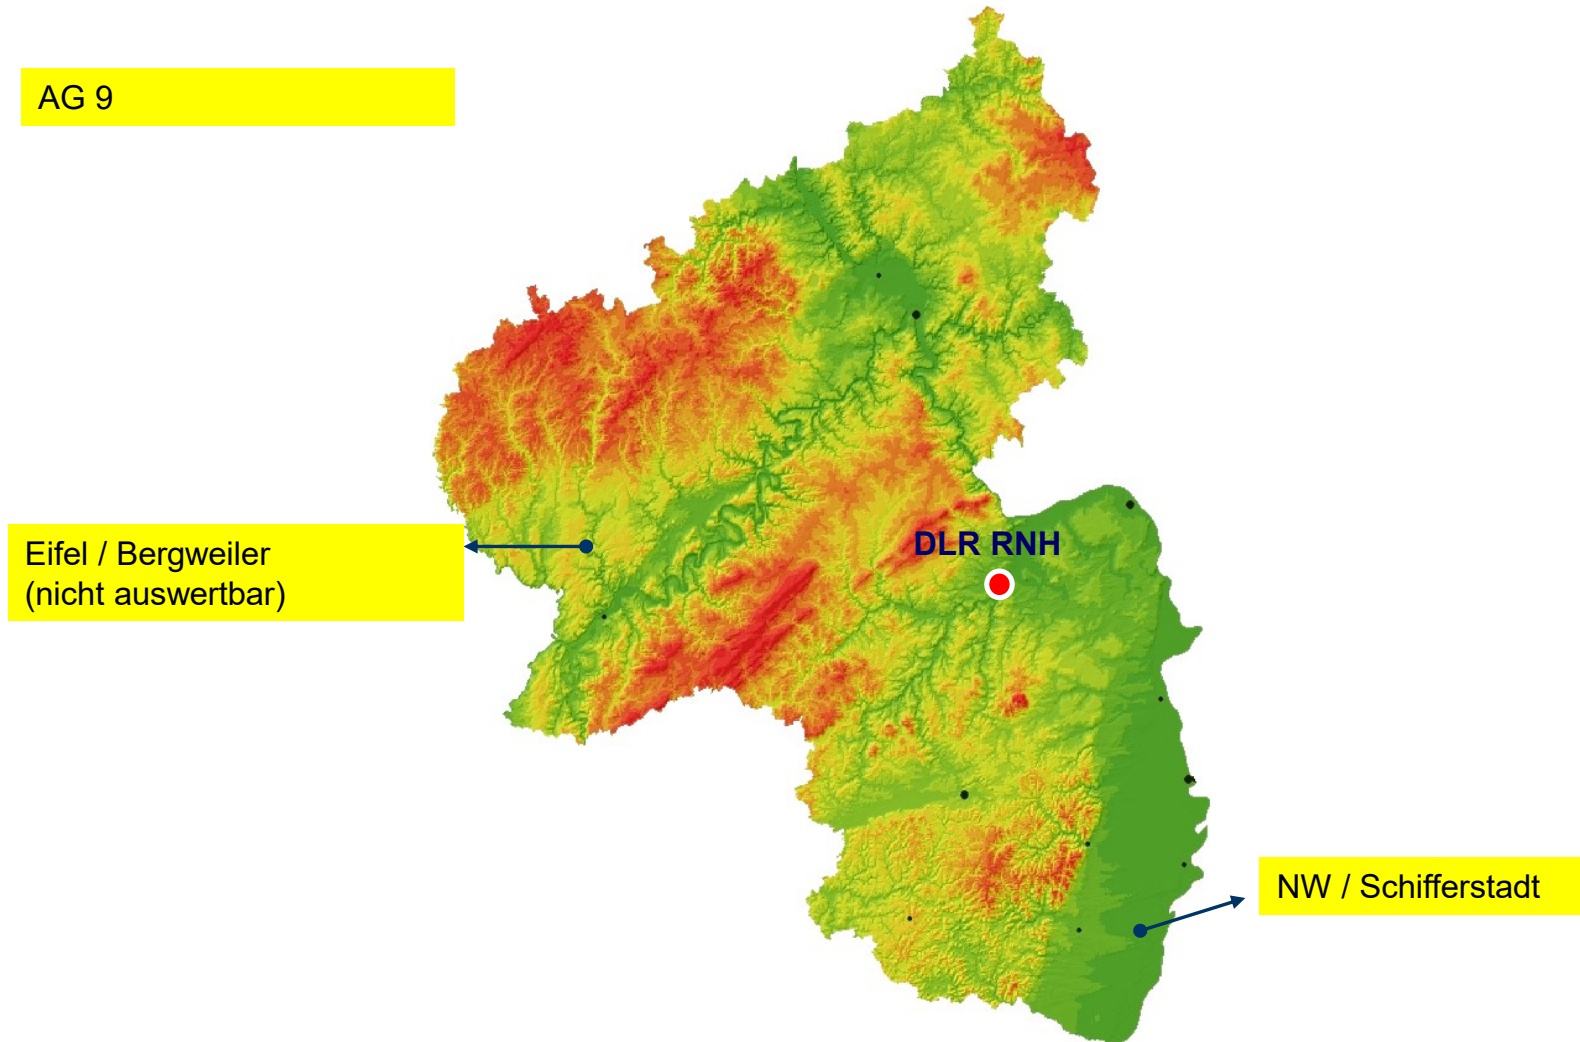 AG 9
Eifel / Bergweiler
(nicht auswertbar)
DLR RNH
NW / Schifferstadt